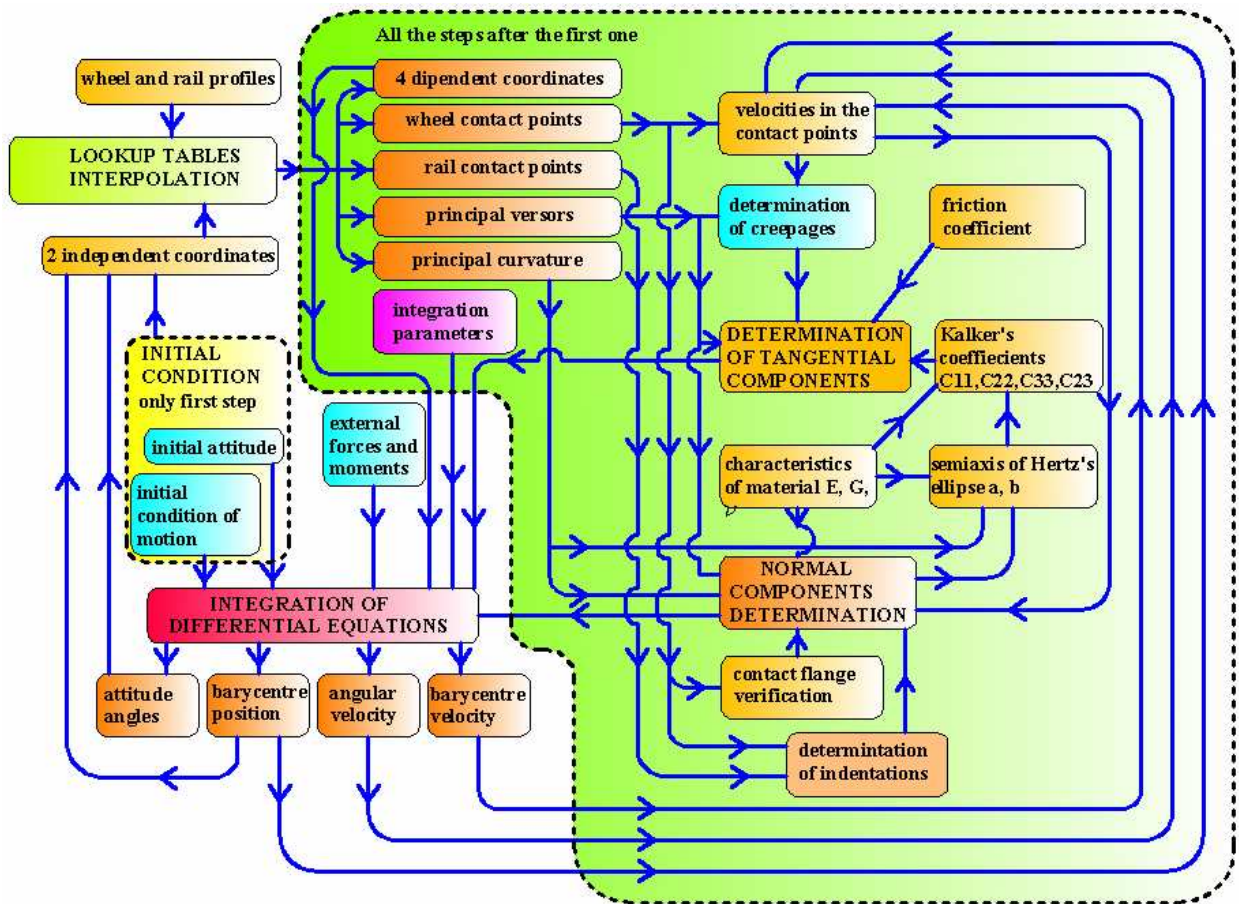 All the steps after the first one
wheel and rail profiles
LOOKUP TABLES
INTERPOLATION
2 independent coordinates
INITIAL
CONDITION
only first step
initial attitude
initial
condition of
motion
4 dipendent coordinates
wheel contact points
rail contact points
principal versors
principal curvature
integration
parameters
external
forces and
moments
velocities in the
contact points
determination
of creepages
friction
coefficient
DETERMINATION
OF TANGENTIAL
COMPONENTS
Kalker's
coeffiecients
C11,C22,C33,C23
characteristics
of material E, G,
semiaxis of Hertz's
ellipse a, b
NORMAL
COMPONENTS
DETERMINATION
contact flange
verification
determintation
of indentations
INTEGRATION OF
DIFFERENTIAL EQUATIONS
attitude
angles
barycentre
position
angular
velocity
barycentre
velocity